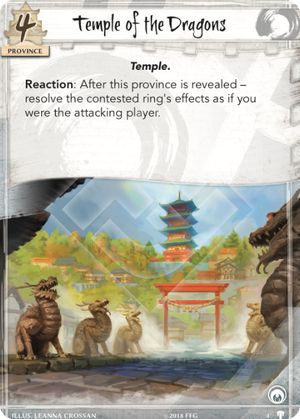 4
PROVINCE
Temple of the Dragons
Temple.
Reaction: After this province is revealed –
resolve the contested ring's effects as if you
were the attacking player.
ILLUS. LEANNA CROSSAN
© 2018 FFG
4